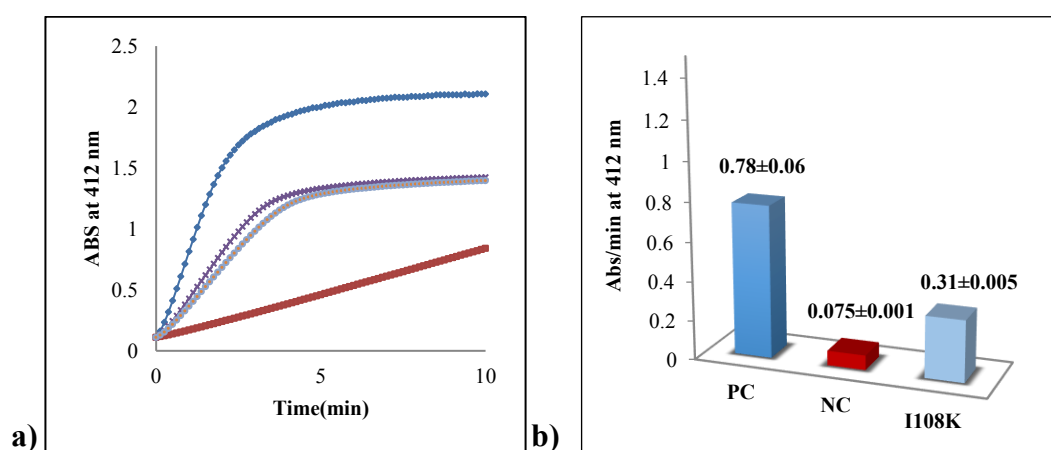 2.5
2
1.5
1
0.5
0
0
5
10
ABS at 412 nm
Time(min)
a)
1.4
1.2
1
0.8
0.6
0.4
0.2
0
Abs/min at 412 nm
0.78±0.06
0.075±0.001
0.31±0.005
PC
NC
I108K
b)